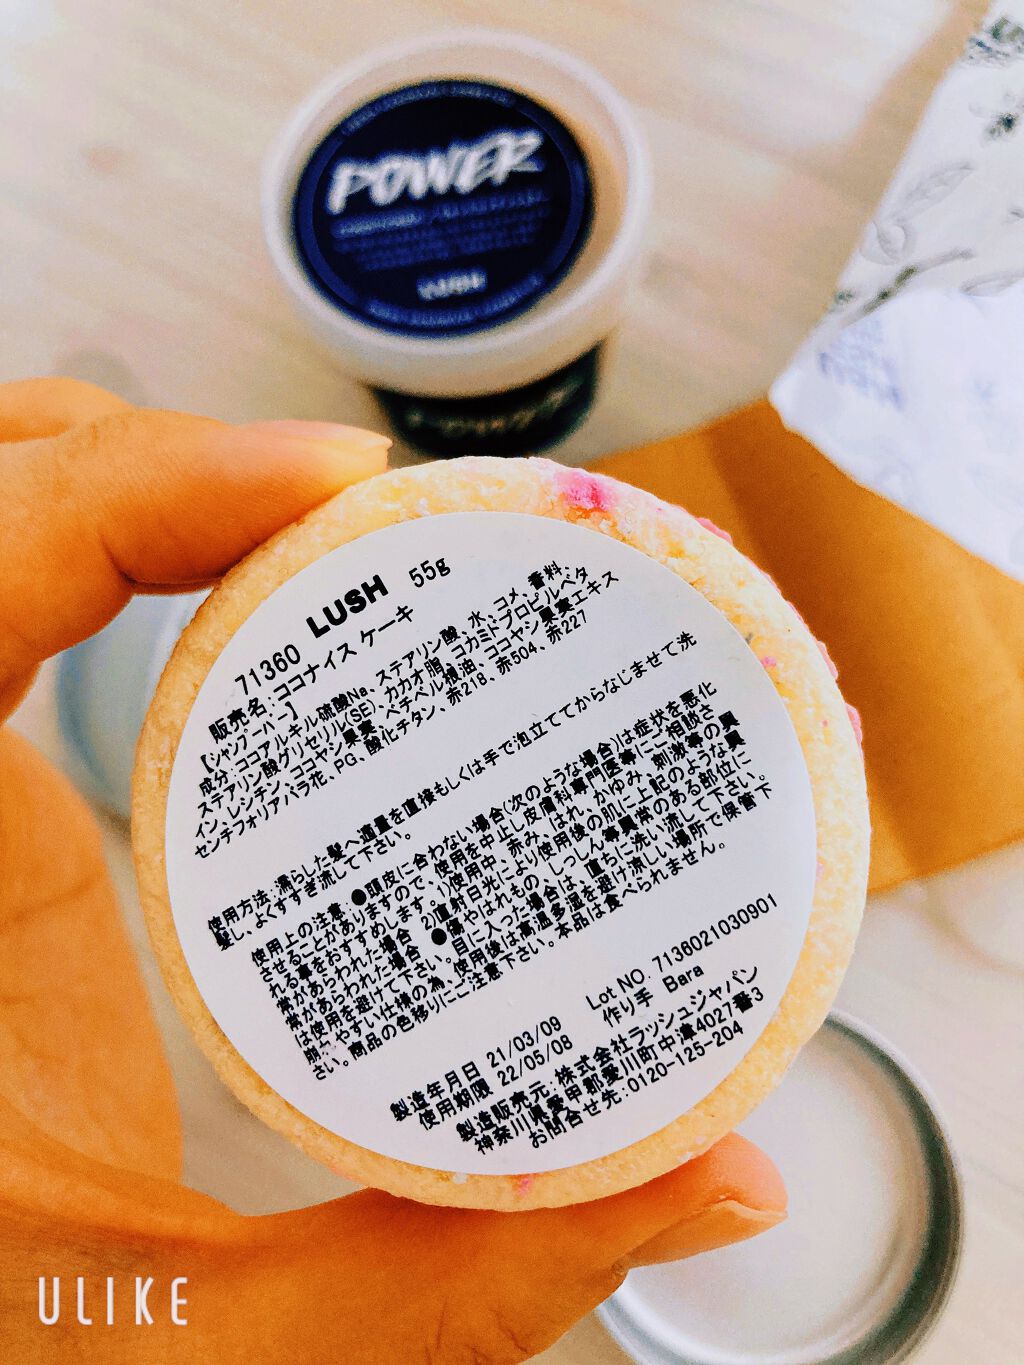 POWER
LUSH
POWER
71360 LUSH 55g
販売名:ココナイス ケーキ
【シャンプーバー】
成分:ココアルキル硫酸Na、ステアリン酸、水、コメ、香料、
ステアリン酸グリセリル(SE)、カカオ脂、コカミドプロピルベタ
イン、レシチン、ココヤシ果実、ベチベル根油、ココヤシ果実エキス
センチフォリアバラ花、PG、酸化チタン、赤218、赤504、赤227
使用方法:濡らした髪へ適量を直接もしくは手で泡立ててからなじませて洗
髪し、よくすすぎ流して下さい。
使用上の注意:●頭皮に合わない場合(次のような場合)は症状を悪化
させることがありますので、使用を中止し皮膚科専門医等にご相談さ
れる事をおすすめします。1)使用中、赤み、はれ、かゆみ、刺激等の異
常があらわれた場合 2)直射日光により使用後の肌に上記のような異
常があらわれた場合 ●傷やはれもの、しっしん等異常のある部位に
は使用を避けて下さい。目に入った場合は、直ちに洗い流して下さい。
崩れやすい仕様の為、使用後は高温多湿を避け涼しい場所で保管下
さい。商品の色移りにご注意下さい。本品は食べられません。
製造年月日 21/03/09 Lot NO. 7136021030901
使用期限 22/05/08 作り手 Bara
製造販売元:株式会社ラッシュジャパン
神奈川県愛甲郡愛川町中津4027番3
お問合せ先:0120-125-204
ULIKE